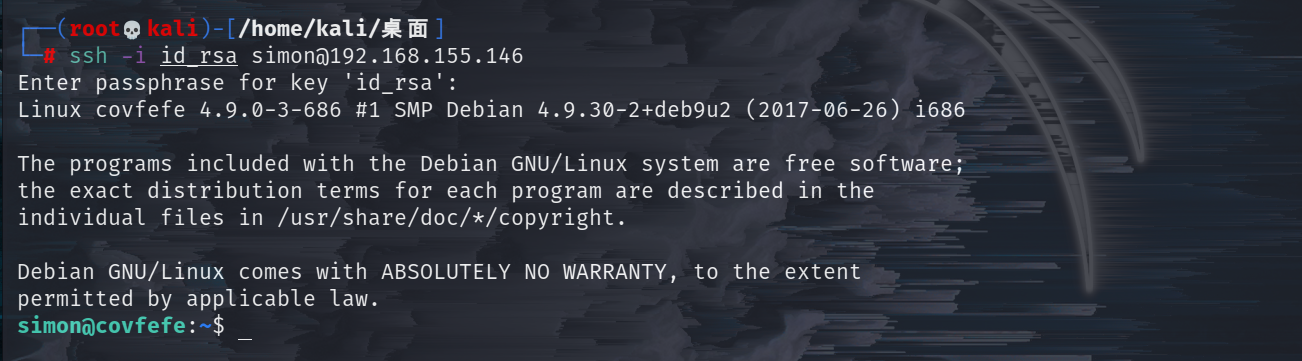 ┌──(root💀kali)-[/home/kali/桌面]
└─# ssh -i id_rsa simon@192.168.155.146
Enter passphrase for key 'id_rsa':
Linux covfefe 4.9.0-3-686 #1 SMP Debian 4.9.30-2+deb9u2 (2017-06-26) i686
The programs included with the Debian GNU/Linux system are free software;
the exact distribution terms for each program are described in the
individual files in /usr/share/doc/*/copyright.
Debian GNU/Linux comes with ABSOLUTELY NO WARRANTY, to the extent
permitted by applicable law.
simon@covfefe:~$ _